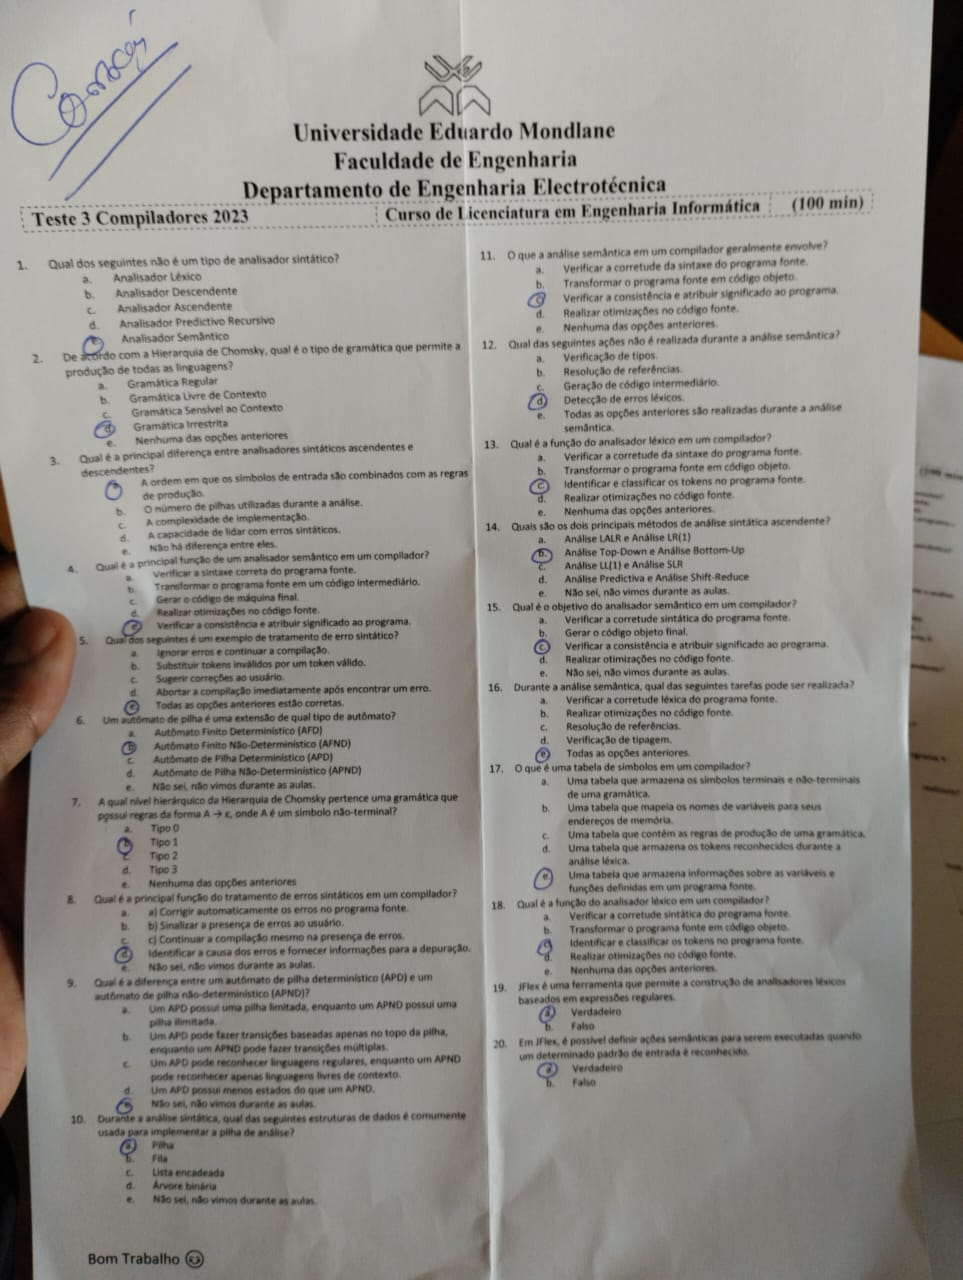 Correcção
Universidade Eduardo Mondlane
Faculdade de Engenharia
Departamento de Engenharia Electrotécnica
Teste 3 Compiladores 2023 Curso de Licenciatura em Engenharia Informática (100 min)
1. Qual dos seguintes não é um tipo de analisador sintático?
a. Analisador Léxico
b. Analisador Descendente
c. Analisador Ascendente
d. Analisador Predictivo Recursivo
e. Analisador Semântico
2. De acordo com a Hierarquia de Chomsky, qual é o tipo de gramática que permite a
produção de todas as linguagens?
a. Gramática Regular
b. Gramática Livre de Contexto
c. Gramática Sensível ao Contexto
d. Gramática Irrestrita
e. Nenhuma das opções anteriores
3. Qual é a principal diferença entre analisadores sintáticos ascendentes e
descendentes?
a. A ordem em que os símbolos de entrada são combinados com as regras
de produção.
b. O número de pilhas utilizadas durante a análise.
c. A complexidade de implementação.
d. A capacidade de lidar com erros sintáticos.
e. Não há diferença entre eles.
4. Qual é a principal função de um analisador semântico em um compilador?
a. Verificar a sintaxe correta do programa fonte.
b. Transformar o programa fonte em um código intermediário.
c. Gerar o código de máquina final.
d. Realizar otimizações no código fonte.
e. Verificar a consistência e atribuir significado ao programa.
5. Qual dos seguintes é um exemplo de tratamento de erro sintático?
a. Ignorar erros e continuar a compilação.
b. Substituir tokens inválidos por um token válido.
c. Sugerir correções ao usuário.
d. Abortar a compilação imediatamente após encontrar um erro.
e. Todas as opções anteriores estão corretas.
6. Um autômato de pilha é uma extensão de qual tipo de autômato?
a. Autômato Finito Determinístico (AFD)
b. Autômato Finito Não-Determinístico (AFND)
c. Autômato de Pilha Determinístico (APD)
d. Autômato de Pilha Não-Determinístico (APND)
e. Não sei, não vimos durante as aulas.
7. A qual nível hierárquico da Hierarquia de Chomsky pertence uma gramática que
possui regras da forma A → ε, onde A é um símbolo não-terminal?
a. Tipo 0
b. Tipo 1
c. Tipo 2
d. Tipo 3
e. Nenhuma das opções anteriores
8. Qual é a principal função do tratamento de erros sintáticos em um compilador?
a. a) Corrigir automaticamente os erros no programa fonte.
b. b) Sinalizar a presença de erros ao usuário.
c. c) Continuar a compilação mesmo na presença de erros.
d. Identificar a causa dos erros e fornecer informações para a depuração.
e. Não sei, não vimos durante as aulas.
9. Qual é a diferença entre um autômato de pilha determinístico (APD) e um
autômato de pilha não-determinístico (APND)?
a. Um APD possui uma pilha limitada, enquanto um APND possui uma
pilha ilimitada.
b. Um APD pode fazer transições baseadas apenas no topo da pilha,
enquanto um APND pode fazer transições múltiplas.
c. Um APD pode reconhecer linguagens regulares, enquanto um APND
pode reconhecer apenas linguagens livres de contexto.
d. Um APD possui menos estados do que um APND.
e. Não sei, não vimos durante as aulas.
10. Durante a análise sintática, qual das seguintes estruturas de dados é comumente
usada para implementar a pilha de análise?
a. Pilha
b. Fila
c. Lista encadeada
d. Árvore binária
e. Não sei, não vimos durante as aulas.
Bom Trabalho
11. O que a análise semântica em um compilador geralmente envolve?
a. Verificar a corretude da sintaxe do programa fonte.
b. Transformar o programa fonte em código objeto.
c. Verificar a consistência e atribuir significado ao programa.
d. Realizar otimizações no código fonte.
e. Nenhuma das opções anteriores.
12. Qual das seguintes ações não é realizada durante a análise semântica?
a. Verificação de tipos.
b. Resolução de referências.
c. Geração de código intermediário.
d. Detecção de erros léxicos.
e. Todas as opções anteriores são realizadas durante a análise
semântica.
13. Qual é a função do analisador léxico em um compilador?
a. Verificar a corretude da sintaxe do programa fonte.
b. Transformar o programa fonte em código objeto.
c. Identificar e classificar os tokens no programa fonte.
d. Realizar otimizações no código fonte.
e. Nenhuma das opções anteriores.
14. Quais são os dois principais métodos de análise sintática ascendente?
a. Análise LALR e Análise LR(1)
b. Análise Top-Down e Análise Bottom-Up
c. Análise LL(1) e Análise SLR
d. Análise Predictiva e Análise Shift-Reduce
e. Não sei, não vimos durante as aulas.
15. Qual é o objetivo do analisador semântico em um compilador?
a. Verificar a corretude sintática do programa fonte.
b. Gerar o código objeto final.
c. Verificar a consistência e atribuir significado ao programa.
d. Realizar otimizações no código fonte.
e. Não sei, não vimos durante as aulas.
16. Durante a análise semântica, qual das seguintes tarefas pode ser realizada?
a. Verificar a corretude léxica do programa fonte.
b. Realizar otimizações no código fonte.
c. Resolução de referências.
d. Verificação de tipagem.
e. Todas as opções anteriores.
17. O que é uma tabela de símbolos em um compilador?
a. Uma tabela que armazena os símbolos terminais e não-terminais
de uma gramática.
b. Uma tabela que mapeia os nomes de variáveis para seus
endereços de memória.
c. Uma tabela que contém as regras de produção de uma gramática.
d. Uma tabela que armazena os tokens reconhecidos durante a
análise léxica.
e. Uma tabela que armazena informações sobre as variáveis e
funções definidas em um programa fonte.
18. Qual é a função do analisador léxico em um compilador?
a. Verificar a corretude sintática do programa fonte.
b. Transformar o programa fonte em código objeto.
c. Identificar e classificar os tokens no programa fonte.
d. Realizar otimizações no código fonte.
e. Nenhuma das opções anteriores.
19. JFlex é uma ferramenta que permite a construção de analisadores léxicos
baseados em expressões regulares.
a. Verdadeiro
b. Falso
20. Em JFlex, é possível definir ações semânticas para serem executadas quando
um determinado padrão de entrada é reconhecido.
a. Verdadeiro
b. Falso